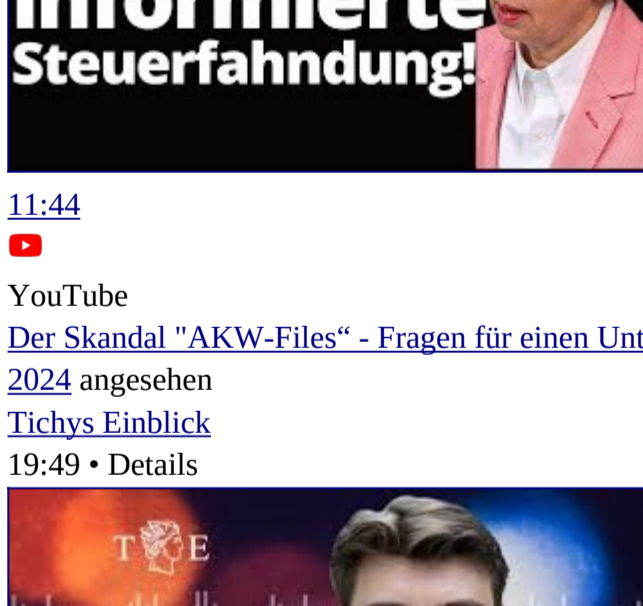 informierte
Steuerfahndung!
11:44
YouTube
Der Skandal "AKW-Files“ - Fragen für einen Unt
2024 angesehen
Tichys Einblick
19:49 • Details
T E